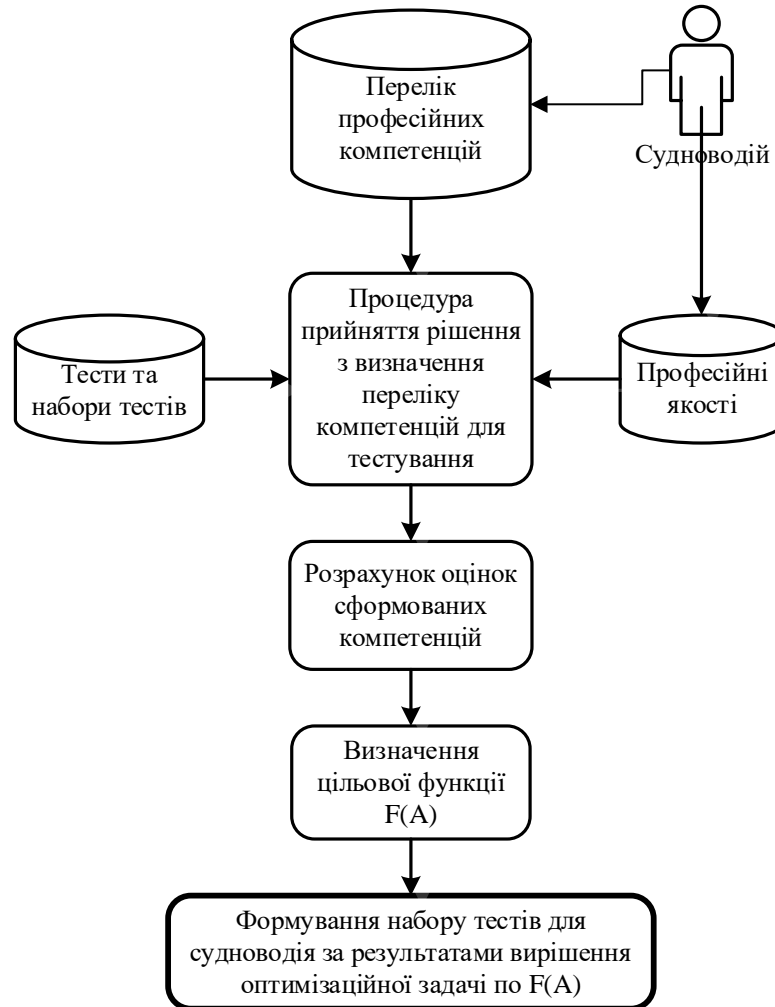 Перелік
професійних
компетенцій
Судноводій
Процедура
прийняття рішення
з визначення
переліку
компетенцій для
тестування
Тести та
набори тестів
Професійні
якості
Розрахунок оцінок
сформованих
компетенцій
Визначення
цільової функції
F(A)
Формування набору тестів для
судноводія за результатами вирішення
оптимізаційної задачі по F(A)